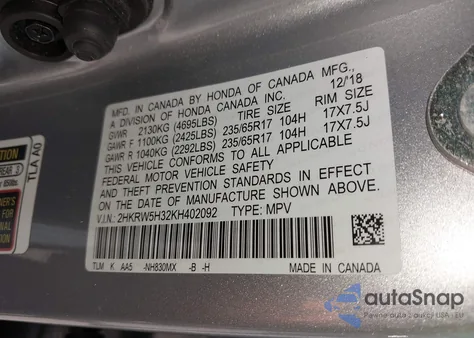 MFD. IN CANADA BY HONDA OF CANADA MFG.,
A DIVISION OF HONDA CANADA INC. 12/'18
GVWR 2130KG (4695LBS) TIRE SIZE RIM SIZE
GAWR F 1100KG (2425LBS) 235/65R17 104H 17X7.5J
GAWR R 1040KG (2292LBS) 235/65R17 104H 17X7.5J
THIS VEHICLE CONFORMS TO ALL APPLICABLE
FEDERAL MOTOR VEHICLE SAFETY
AND THEFT PREVENTION STANDARDS IN EFFECT
ON THE DATE OF MANUFACTURE SHOWN ABOVE.
V.I.N: 2HKRW5H32KH402092 TYPE: MPV
TLM K AA5 -NH830MX -B -H MADE IN CANADA
TLA A0
autoSnap